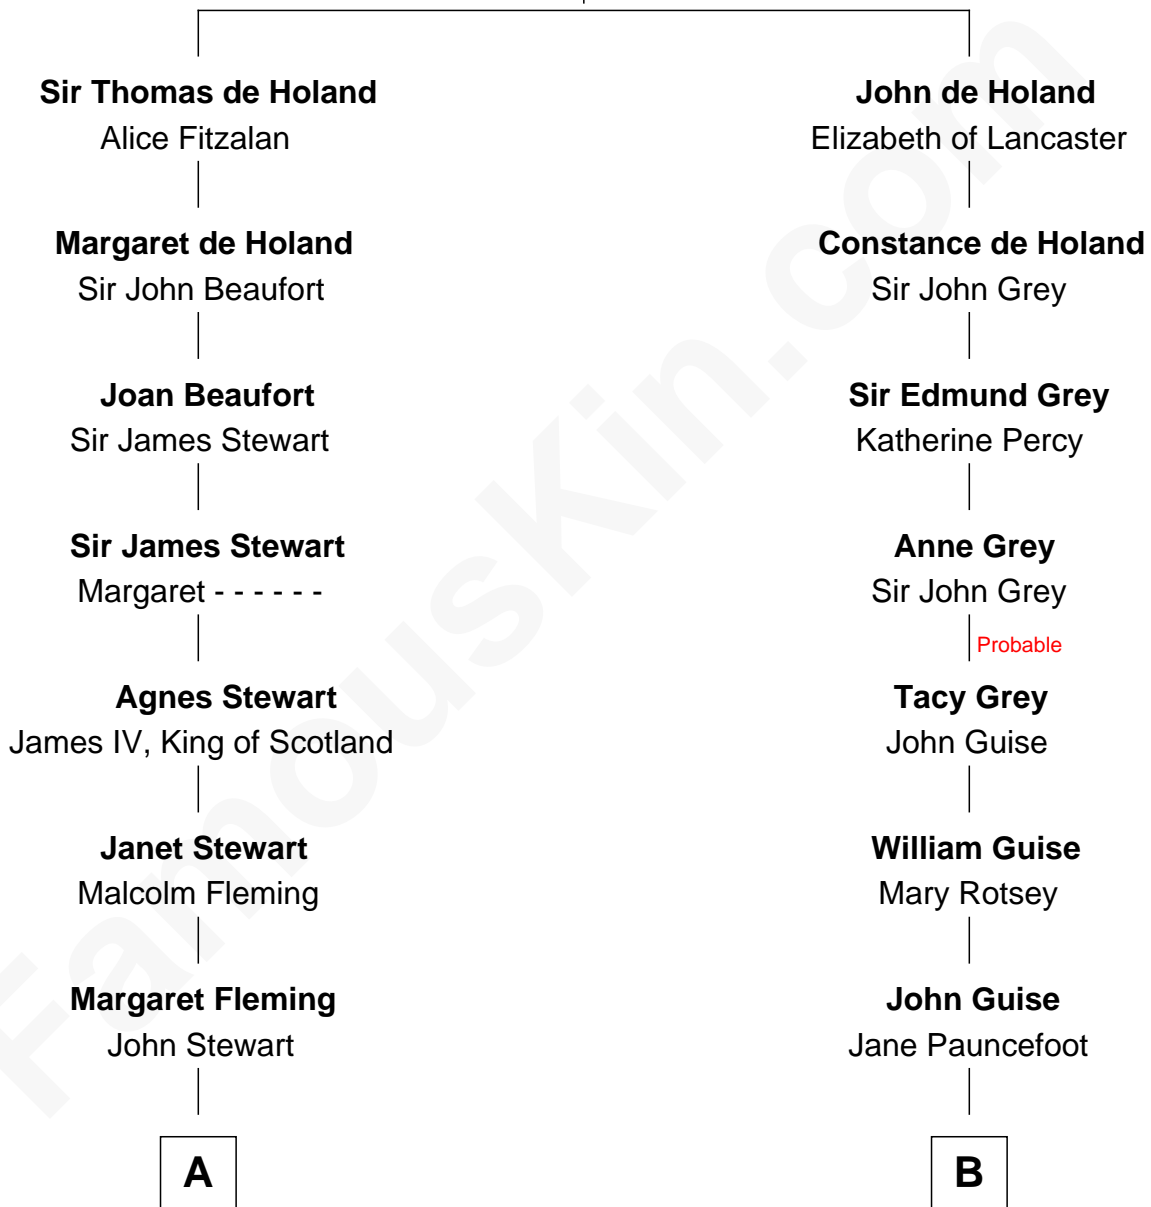 Sir Thomas de Holand
Alice Fitzalan
Margaret de Holand
Sir John Beaufort
Joan Beaufort
Sir James Stewart
Sir James Stewart
Margaret - - - - - -
Agnes Stewart
James IV, King of Scotland
Janet Stewart
Malcolm Fleming
Margaret Fleming
John Stewart
A
John de Holand
Elizabeth of Lancaster
Constance de Holand
Sir John Grey
Sir Edmund Grey
Katherine Percy
Anne Grey
Sir John Grey
Probable
Tacy Grey
John Guise
William Guise
Mary Rotsey
John Guise
Jane Pauncefoot
B
FamousKin.com